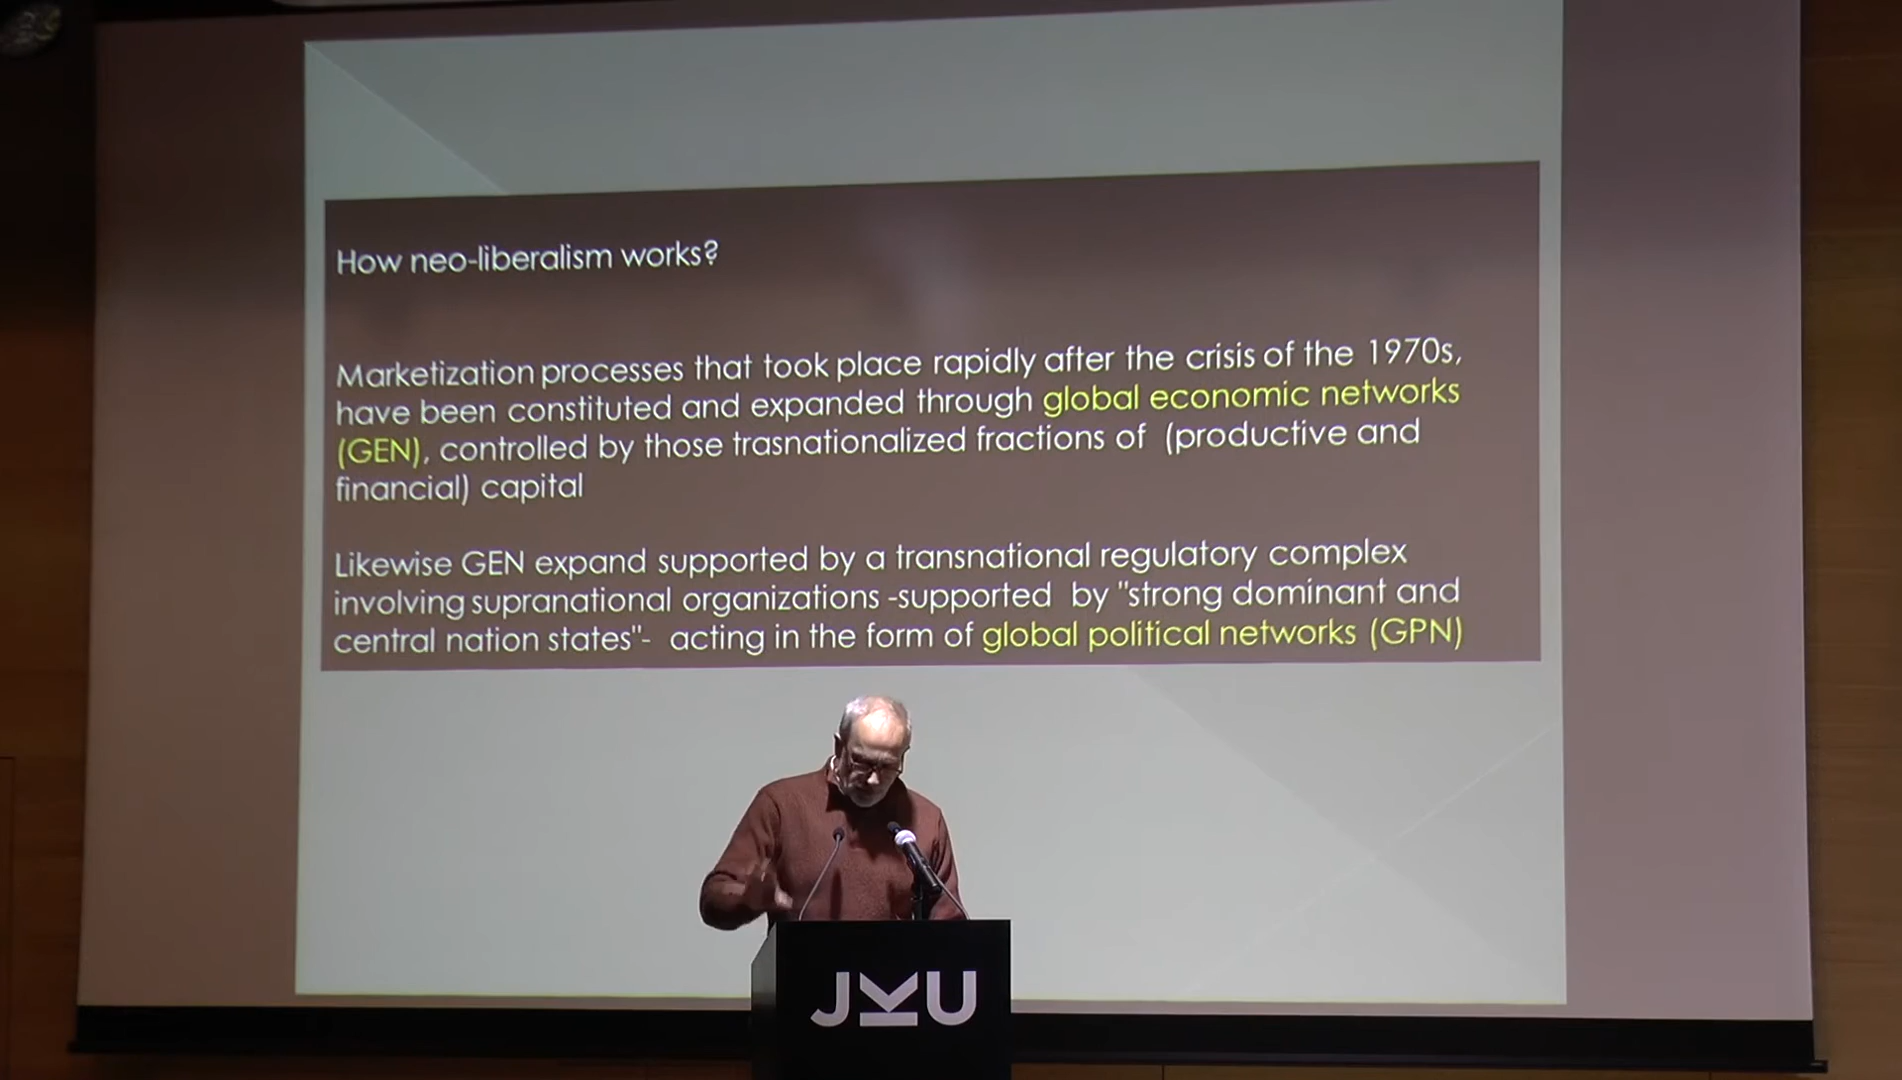 How neo-liberalism works?
Marketization processes that took place rapidly after the crisis of the 1970s,
have been constituted and expanded through global economic networks
(GEN), controlled by those trasnationalized fractions of (productive and
financial) capital
Likewise GEN expand supported by a transnational regulatory complex
involving supranational organizations -supported by "strong dominant and
central nation states"- acting in the form of global political networks (GPN)
JKU